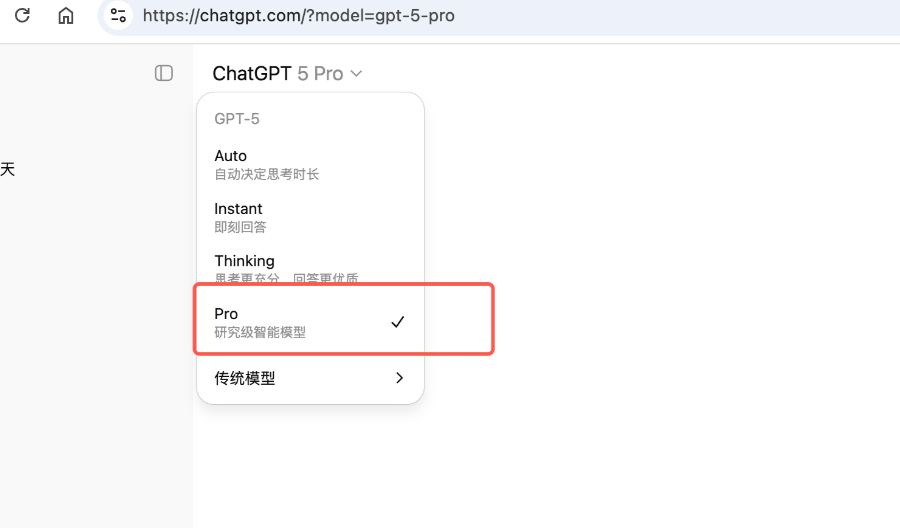 https://chatgpt.com/?model=gpt-5-pro
ChatGPT 5 Pro
天
GPT-5
Auto
自动决定思考时长
Instant
即刻回答
Thinking
思考更充分，回答更优质
Pro
研究级智能模型
传统模型